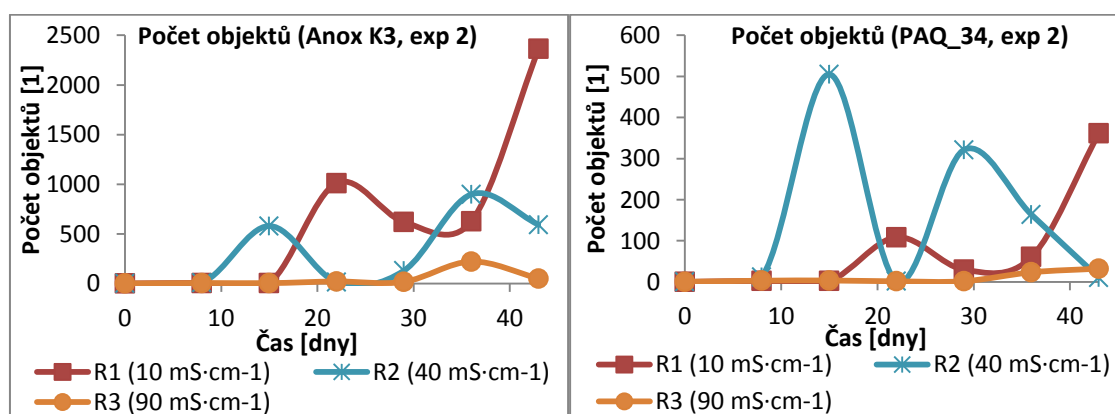 Počet objektů (Anox K3, exp 2)
Počet objektů [1]
2500
2000
1500
1000
500
0
0 10 20 30 40
Čas [dny]
R1 (10 mS·cm-1) R2 (40 mS·cm-1)
R3 (90 mS·cm-1)
Počet objektů (PAQ_34, exp 2)
Počet objektů [1]
600
500
400
300
200
100
0
0 10 20 30 40
Čas [dny]
R1 (10 mS·cm-1) R2 (40 mS·cm-1)
R3 (90 mS·cm-1)